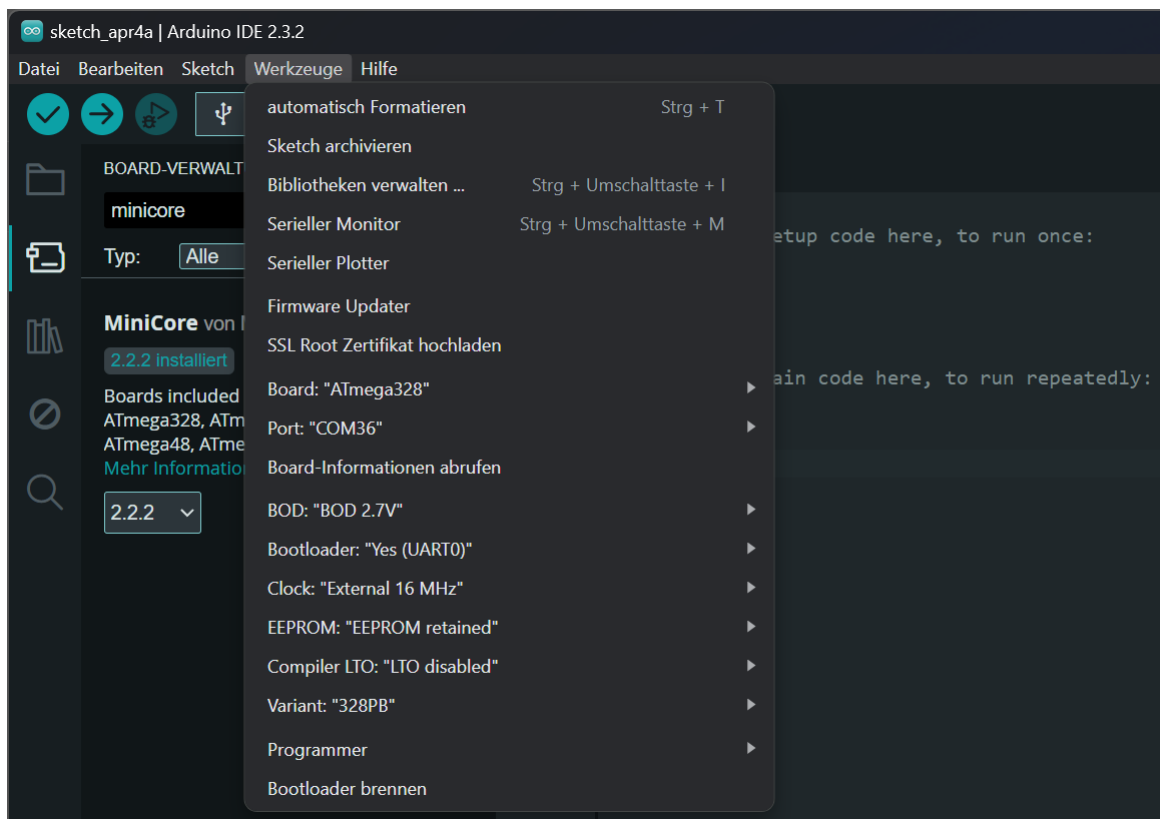 sketch_apr4a | Arduino IDE 2.3.2
Datei Bearbeiten Sketch Werkzeuge Hilfe
automatisch Formatieren Strg + T
Sketch archivieren
Bibliotheken verwalten ... Strg + Umschalttaste + I
Serieller Monitor Strg + Umschalttaste + M
Serieller Plotter
Firmware Updater
SSL Root Zertifikat hochladen
Board: "ATmega328"
Port: "COM36"
Board-Informationen abrufen
BOD: "BOD 2.7V"
Bootloader: "Yes (UART0)"
Clock: "External 16 MHz"
EEPROM: "EEPROM retained"
Compiler LTO: "LTO disabled"
Variant: "328PB"
Programmer
Bootloader brennen
BOARD-VERWALT
minicore
Typ: Alle
MiniCore von
2.2.2 installiert
Boards included
ATmega328, ATm
ATmega48, ATme
Mehr Informatio
2.2.2
etup code here, to run once:
ain code here, to run repeatedly: